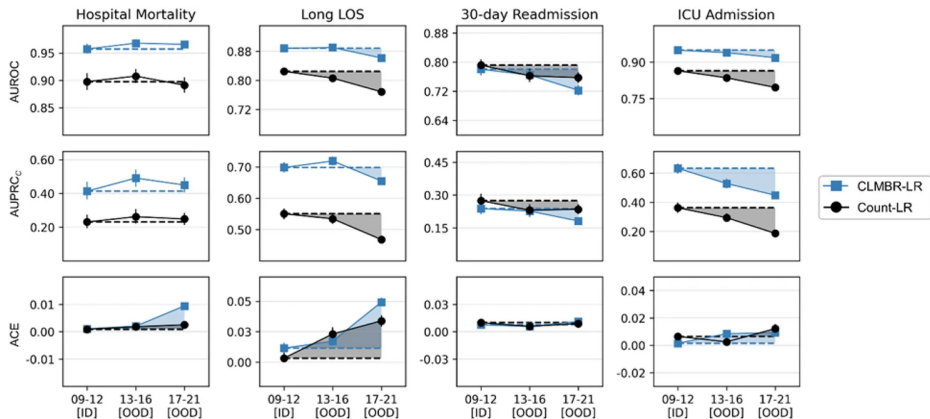 Hospital Mortality
Long LOS
30-day Readmission
ICU Admission
AUROC
0.95
0.90
0.85
0.88
0.80
0.72
0.88
0.80
0.72
0.64
0.90
0.75
AUPRC_C
0.60
0.40
0.20
0.70
0.50
0.45
0.30
0.15
0.60
0.40
0.20
CLMBR-LR
Count-LR
ACE
0.01
0.00
-0.01
0.05
0.03
0.00
0.03
0.00
-0.03
0.04
0.02
0.00
-0.02
09-12 13-16 17-21
[ID] [OOD] [OOD]
09-12 13-16 17-21
[ID] [OOD] [OOD]
09-12 13-16 17-21
[ID] [OOD] [OOD]
09-12 13-16 17-21
[ID] [OOD] [OOD]